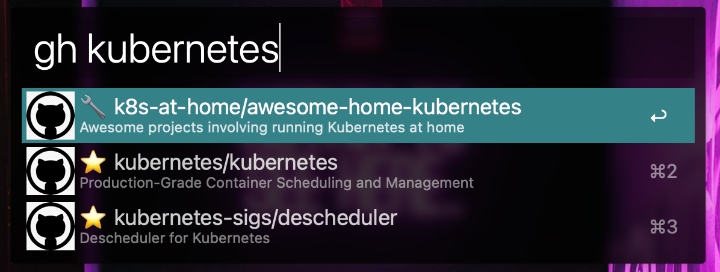 gh kubernetes
🔧 k8s-at-home/awesome-home-kubernetes
Awesome projects involving running Kubernetes at home
⭐ kubernetes/kubernetes ⌘2
Production-Grade Container Scheduling and Management
⭐ kubernetes-sigs/descheduler ⌘3
Descheduler for Kubernetes